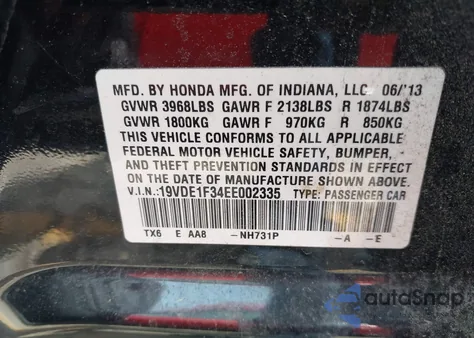 MFD. BY HONDA MFG. OF INDIANA, LLC 06/'13
GVWR 3968LBS GAWR F 2138LBS R 1874LBS
GVWR 1800KG GAWR F 970KG R 850KG
THIS VEHICLE CONFORMS TO ALL APPLICABLE
FEDERAL MOTOR VEHICLE SAFETY, BUMPER,
AND THEFT PREVENTION STANDARDS IN EFFECT
ON THE DATE OF MANUFACTURE SHOWN ABOVE.
V.I.N.: 19VDE1F34EE002335 TYPE: PASSENGER CAR
TX6 E AA8 -NH731P -A -E
autoSnap